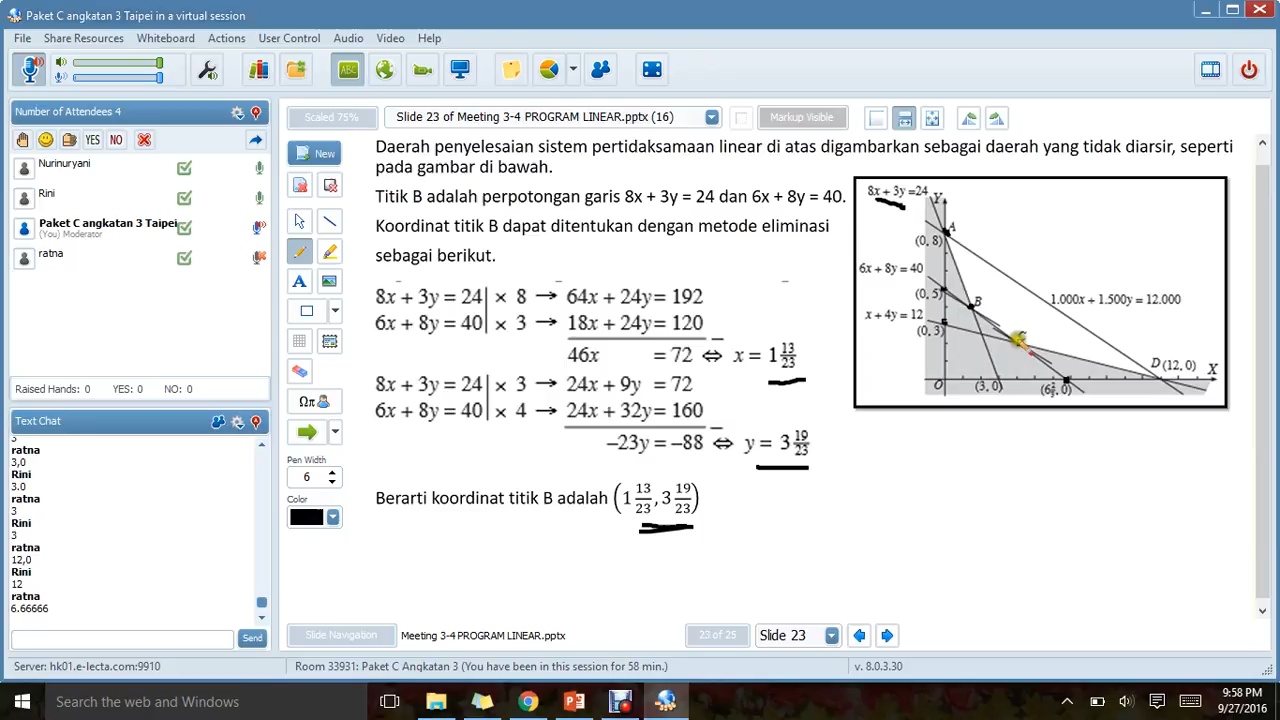 Paket C angkatan 3 Taipei in a virtual session
File Share Resources Whiteboard Actions User Control Audio Video Help
Number of Attendees 4
YES NO
Nurinuryani
Rini
Paket C angkatan 3 Taipei
(You) Moderator
ratna
Raised Hands: 0 YES: 0 NO: 0
Text Chat
3
ratna
3,0
Rini
3.0
ratna
3
Rini
3
ratna
12,0
Rini
12
ratna
6.66666
Send
Scaled 75% Slide 23 of Meeting 3-4 PROGRAM LINEAR.pptx (16) Markup Visible
ABC
New
A
Ωπ
Pen Width
6
Color
Daerah penyelesaian sistem pertidaksamaan linear di atas digambarkan sebagai daerah yang tidak diarsir, seperti
pada gambar di bawah.
Titik B adalah perpotongan garis 8x + 3y = 24 dan 6x + 8y = 40.
Koordinat titik B dapat ditentukan dengan metode eliminasi
sebagai berikut.
8x + 3y = 24| × 8 → 64x + 24y = 192
6x + 8y = 40| × 3 → 18x + 24y = 120
46x = 72 ⇔ x = 1 13/23
8x + 3y = 24| × 3 → 24x + 9y = 72
6x + 8y = 40| × 4 → 24x + 32y = 160
–23y = –88 ⇔ y = 3 19/23
Berarti koordinat titik B adalah (1 13/23, 3 19/23)
8x + 3y =24
Y
A
(0, 8)
6x + 8y = 40
(0, 5)
B
1.000x + 1.500y = 12.000
x + 4y = 12
(0, 3)
C
D (12, 0)
X
O
(3, 0)
(6 2/3, 0)
Slide Navigation Meeting 3-4 PROGRAM LINEAR.pptx 23 of 25 Slide 23
Server: hk01.e-lecta.com:9910 Room 33931: Paket C Angkatan 3 (You have been in this session for 58 min.) v. 8.0.3.30
Search the web and Windows
9:58 PM
9/27/2016